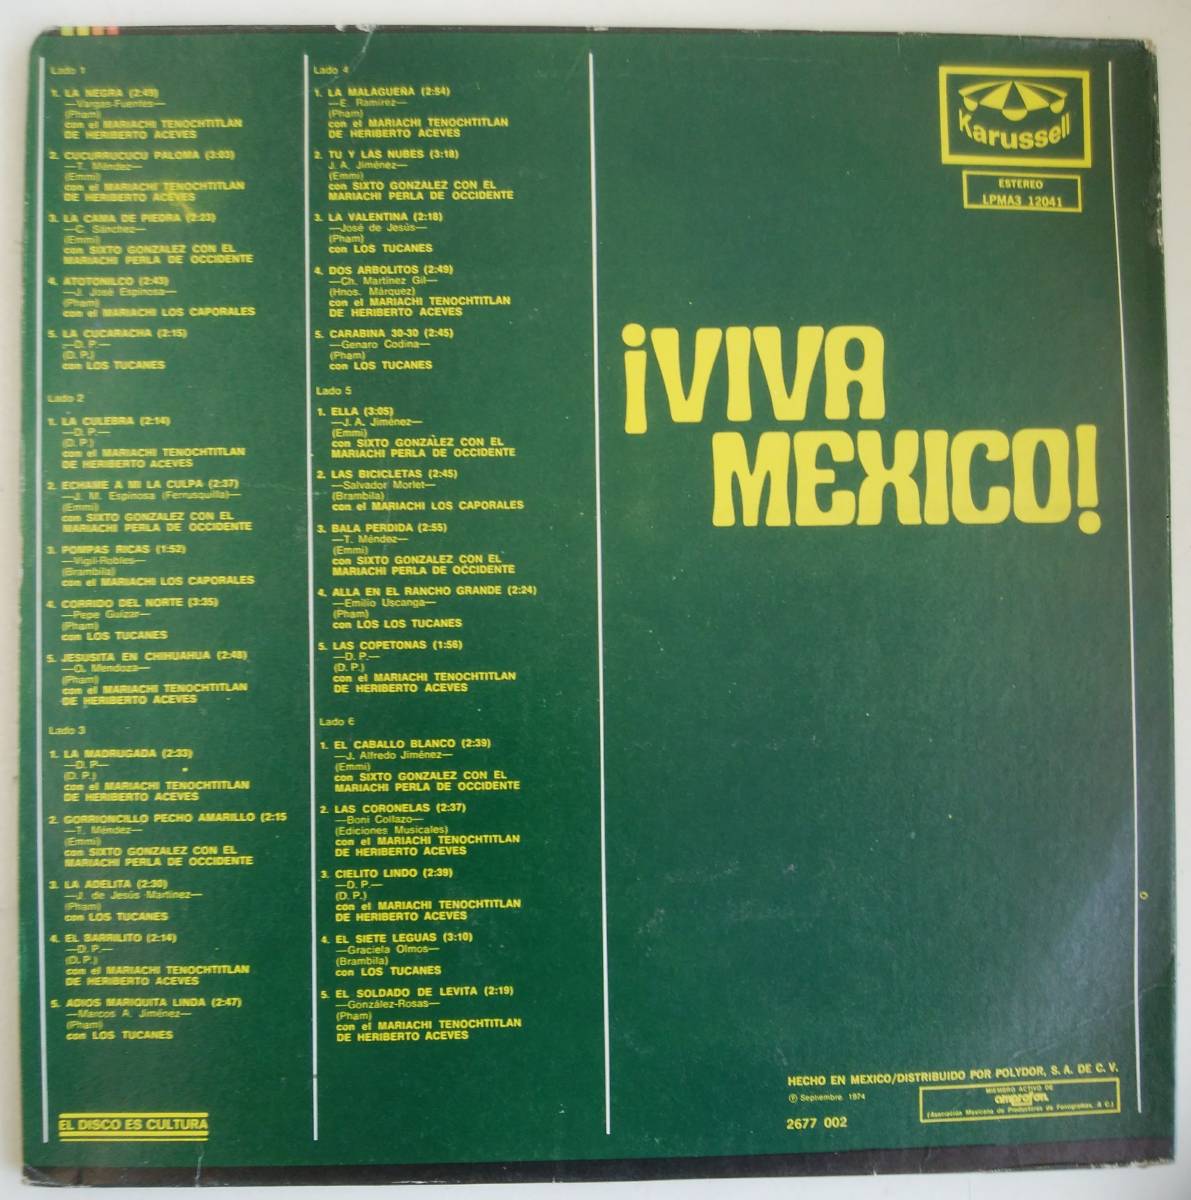 Lado 1
1. LA NEGRA (2:49)
—Vargas-Fuentes—
(Pham)
con el MARIACHI TENOCHTITLAN
DE HERIBERTO ACEVES
2. CUCURRUCUCU PALOMA (3:03)
—T. Méndez—
(Emmi)
con el MARIACHI TENOCHTITLAN
DE HERIBERTO ACEVES
3. LA CAMA DE PIEDRA (2:23)
—C. Sánchez—
(Emmi)
con SIXTO GONZALEZ CON EL
MARIACHI PERLA DE OCCIDENTE
4. ATOTONILCO (2:43)
—J. José Espinosa—
(Pham)
con el MARIACHI LOS CAPORALES
5. LA CUCARACHA (2:15)
—D. P.—
(D. P.)
con LOS TUCANES
Lado 2
1. LA CULEBRA (2:14)
—D. P.—
(D. P.)
con el MARIACHI TENOCHTITLAN
DE HERIBERTO ACEVES
2. ECHAME A MI LA CULPA (2:37)
—J. M. Espinosa (Ferrusquilla)—
(Emmi)
con SIXTO GONZALEZ CON EL
MARIACHI PERLA DE OCCIDENTE
3. POMPAS RICAS (1:52)
—Vigil-Robles—
(Brambila)
con el MARIACHI LOS CAPORALES
4. CORRIDO DEL NORTE (3:35)
—Pepe Guízar—
(Pham)
con LOS TUCANES
5. JESUSITA EN CHIHUAHUA (2:48)
—Q. Mendoza—
(Pham)
con el MARIACHI TENOCHTITLAN
DE HERIBERTO ACEVES
Lado 3
1. LA MADRUGADA (2:33)
—D. P—
(D. P.)
con el MARIACHI TENOCHTITLAN
DE HERIBERTO ACEVES
2. GORRIONCILLO PECHO AMARILLO (2:15
—T. Méndez—
(Emmi)
con SIXTO GONZALEZ CON EL
MARIACHI PERLA DE OCCIDENTE
3. LA ADELITA (2:30)
—J. de Jesús Martínez—
(Pham)
con LOS TUCANES
4. EL BARRILITO (2:14)
—D. P.—
(D. P.)
con el MARIACHI TENOCHTITLAN
DE HERIBERTO ACEVES
5. ADIOS MARIQUITA LINDA (2:47)
—Marcos A. Jiménez—
(Pham)
con LOS TUCANES
EL DISCO ES CULTURA
Lado 4
1. LA MALAGUEÑA (2:54)
—E. Ramírez—
(Pham)
con el MARIACHI TENOCHTITLAN
DE HERIBERTO ACEVES
2. TU Y LAS NUBES (3:18)
J. A. Jiménez—
(Emmi)
con SIXTO GONZALEZ CON EL
MARIACHI PERLA DE OCCIDENTE
3. LA VALENTINA (2:18)
—José de Jesús—
(Pham)
con LOS TUCANES
4. DOS ARBOLITOS (2:49)
—Ch. Martínez Gil—
(Hnos. Márquez)
con el MARIACHI TENOCHTITLAN
DE HERIBERTO ACEVES
5. CARABINA 30-30 (2:45)
—Genaro Codina—
(Pham)
con LOS TUCANES
Lado 5
1. ELLA (3:05)
—J. A. Jiménez—
(Emmi)
con SIXTO GONZALEZ CON EL
MARIACHI PERLA DE OCCIDENTE
2. LAS BICICLETAS (2:45)
—Salvador Morlet—
(Brambila)
con el MARIACHI LOS CAPORALES
3. BALA PERDIDA (2:55)
—T. Méndez—
(Emmi)
con SIXTO GONZALEZ CON EL
MARIACHI PERLA DE OCCIDENTE
4. ALLA EN EL RANCHO GRANDE (2:24)
—Emilio Uscanga—
(Pham)
con LOS LOS TUCANES
5. LAS COPETONAS (1:56)
—D. P.—
(D. P.)
con el MARIACHI TENOCHTITLAN
DE HERIBERTO ACEVES
Lado 6
1. EL CABALLO BLANCO (2:39)
—J. Alfredo Jiménez—
(Emmi)
con SIXTO GONZALEZ CON EL
MARIACHI PERLA DE OCCIDENTE
2. LAS CORONELAS (2:37)
—Boni Collazo—
(Ediciones Musicales)
con el MARIACHI TENOCHTITLAN
DE HERIBERTO ACEVES
3. CIELITO LINDO (2:39)
—D. P.—
(D. P.)
con el MARIACHI TENOCHTITLAN
DE HERIBERTO ACEVES
4. EL SIETE LEGUAS (3:10)
—Graciela Olmos—
(Brambila)
con LOS TUCANES
5. EL SOLDADO DE LEVITA (2:19)
—González-Rosas—
(Pham)
con el MARIACHI TENOCHTITLAN
DE HERIBERTO ACEVES
Karussell
ESTEREO
LPMA3 12041
¡VIVA
MEXICO!
HECHO EN MEXICO/DISTRIBUIDO POR POLYDOR, S. A. DE C. V.
℗ Septiembre 1974
2677 002
MIEMBRO ACTIVO DE
amprofon
(Asociación Mexicana de Productores de Fonogramas, A C.)